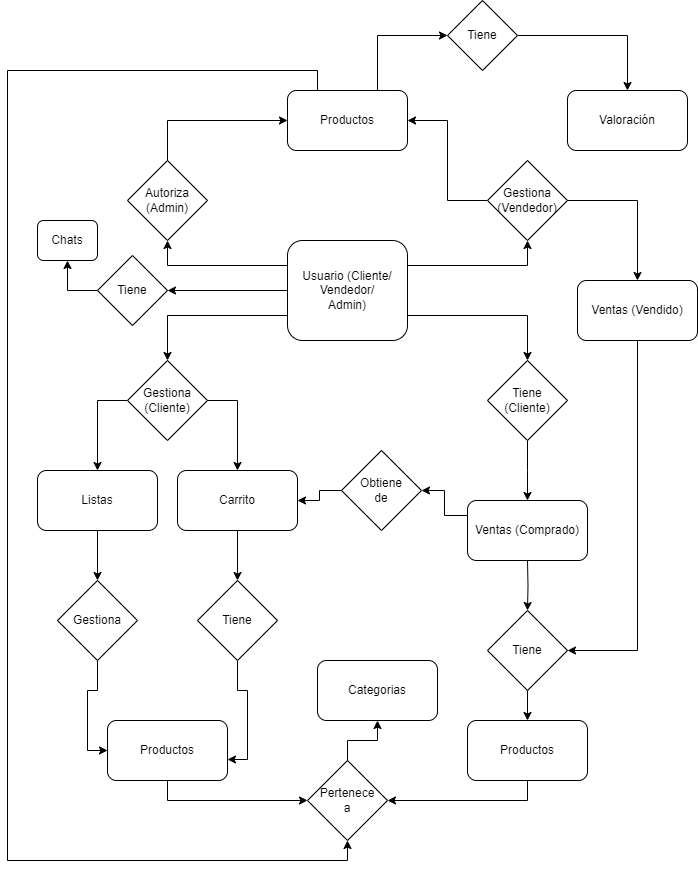 Tiene
Productos
Valoración
Autoriza
(Admin)
Gestiona
(Vendedor)
Chats
Tiene
Usuario (Cliente/
Vendedor/
Admin)
Ventas (Vendido)
Gestiona
(Cliente)
Tiene
(Cliente)
Listas
Carrito
Obtiene
de
Ventas (Comprado)
Gestiona
Tiene
Tiene
Categorias
Productos
Productos
Pertenece
a